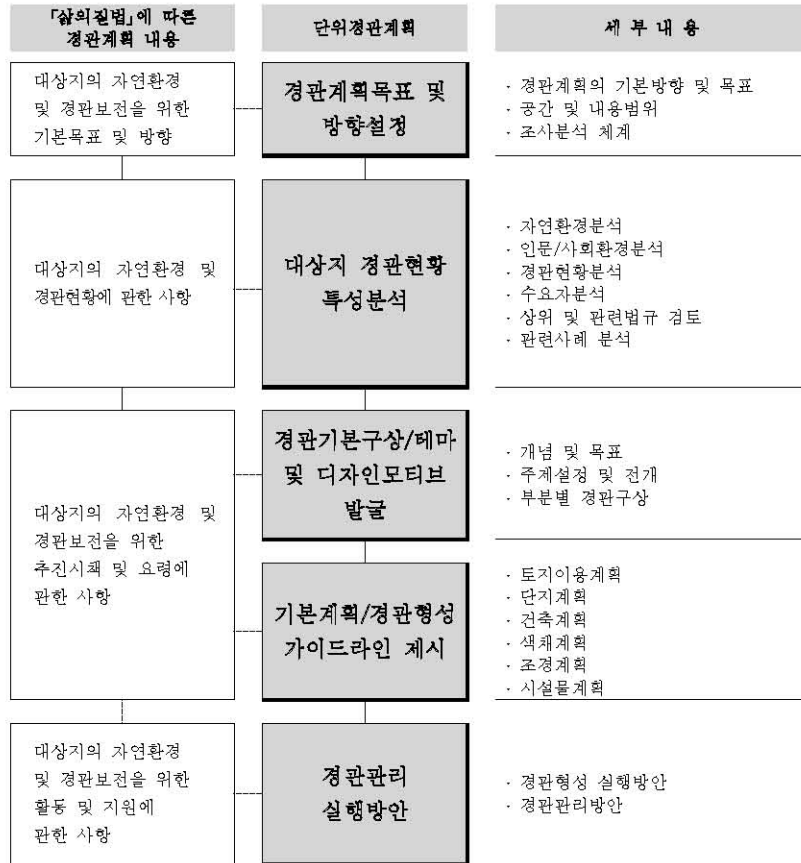 「삶의질법」에 따른
경관계획 내용
단위경관계획
세 부 내 용
대상지의 자연환경
및 경관보전을 위한
기본목표 및 방향
경관계획목표 및
방향설정
· 경관계획의 기본방향 및 목표
· 공간 및 내용범위
· 조사분석 체계
대상지의 자연환경 및
경관현황에 관한 사항
대상지 경관현황
특성분석
· 자연환경분석
· 인문/사회환경분석
· 경관현황분석
· 수요자분석
· 상위 및 관련법규 검토
· 관련사례 분석
대상지의 자연환경 및
경관보전을 위한
추진시책 및 요령에
관한 사항
경관기본구상/테마
및 디자인모티브
발굴
· 개념 및 목표
· 주제설정 및 전개
· 부분별 경관구상
기본계획/경관형성
가이드라인 제시
· 토지이용계획
· 단지계획
· 건축계획
· 색채계획
· 조경계획
· 시설물계획
대상지의 자연환경
및 경관보전을 위한
활동 및 지원에
관한 사항
경관관리
실행방안
· 경관형성 실행방안
· 경관관리방안